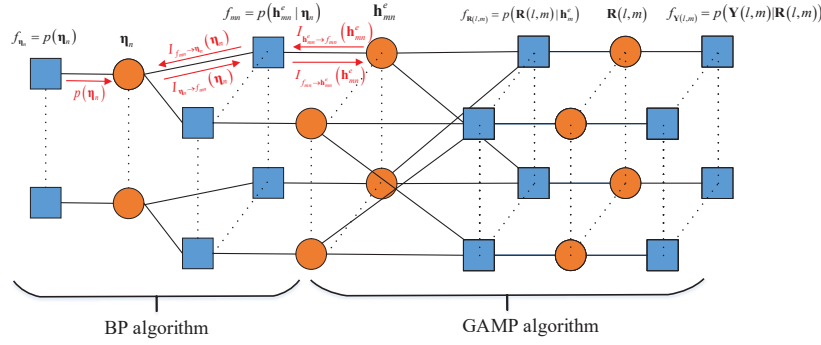 f_{η_n} = p(η_n)
η_n
f_{mn} = p(h^e_{mn} | η_n)
h^e_{mn}
f_{R(l,m)} = p(R(l,m) | h^e_m)
R(l,m)
f_{Y(l,m)} = p(Y(l,m)|R(l,m))
I_{f_{mn}→η_n}(η_n)
I_{h^e_{mn}→f_{mn}}(h^e_{mn})
p(η_n)
I_{η_n→f_{mn}}(η_n)
I_{f_{mn}→h^e_{mn}}(h^e_{mn})
BP algorithm
GAMP algorithm